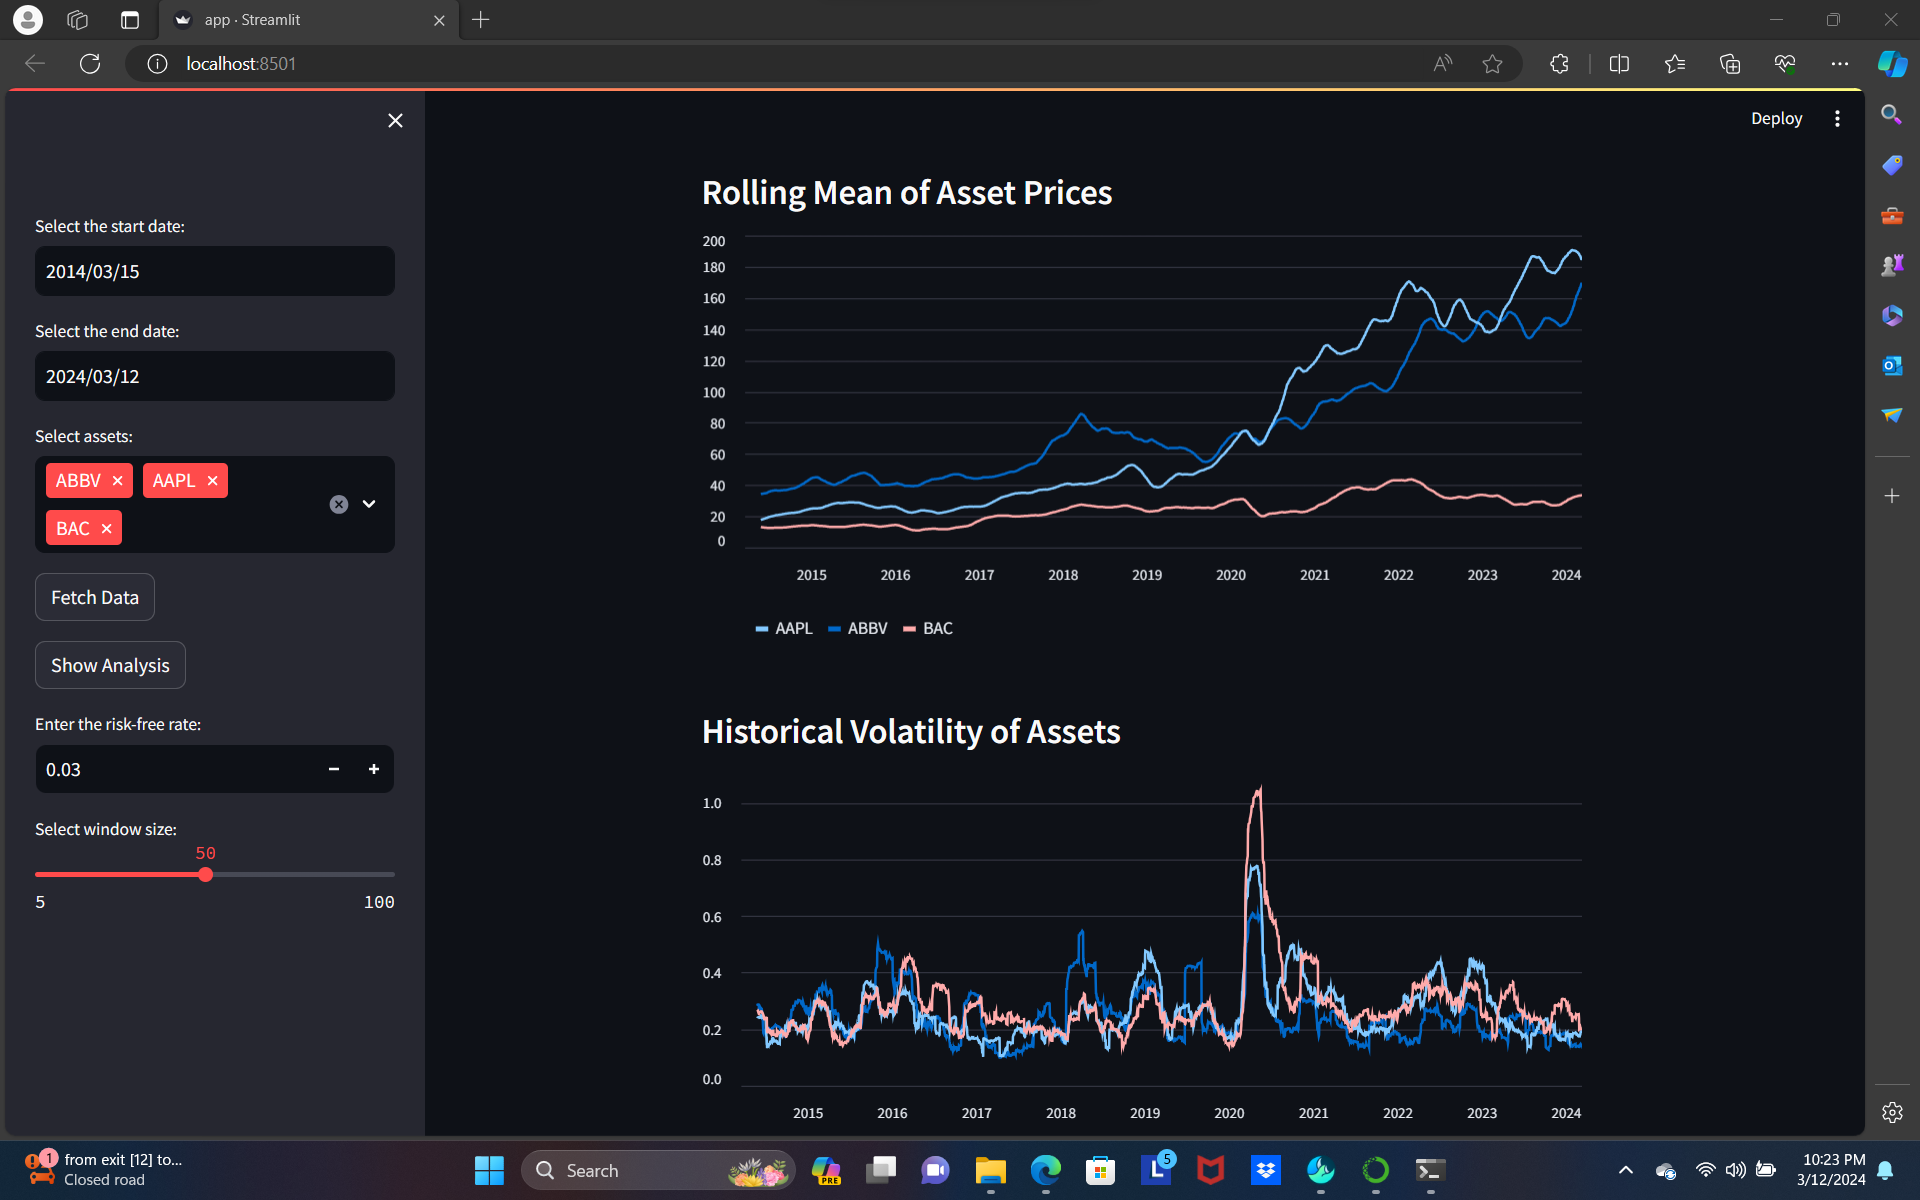 app · Streamlit
localhost:8501
Deploy
Select the start date:
2014/03/15
Select the end date:
2024/03/12
Select assets:
ABBV
AAPL
BAC
Fetch Data
Show Analysis
Enter the risk-free rate:
0.03
Select window size:
50
5 100
Rolling Mean of Asset Prices
200
180
160
140
120
100
80
60
40
20
0
2015 2016 2017 2018 2019 2020 2021 2022 2023 2024
AAPL ABBV BAC
Historical Volatility of Assets
1.0
0.8
0.6
0.4
0.2
0.0
2015 2016 2017 2018 2019 2020 2021 2022 2023 2024
1
from exit [12] to...
Closed road
Search
PRE
L
5
10:23 PM
3/12/2024